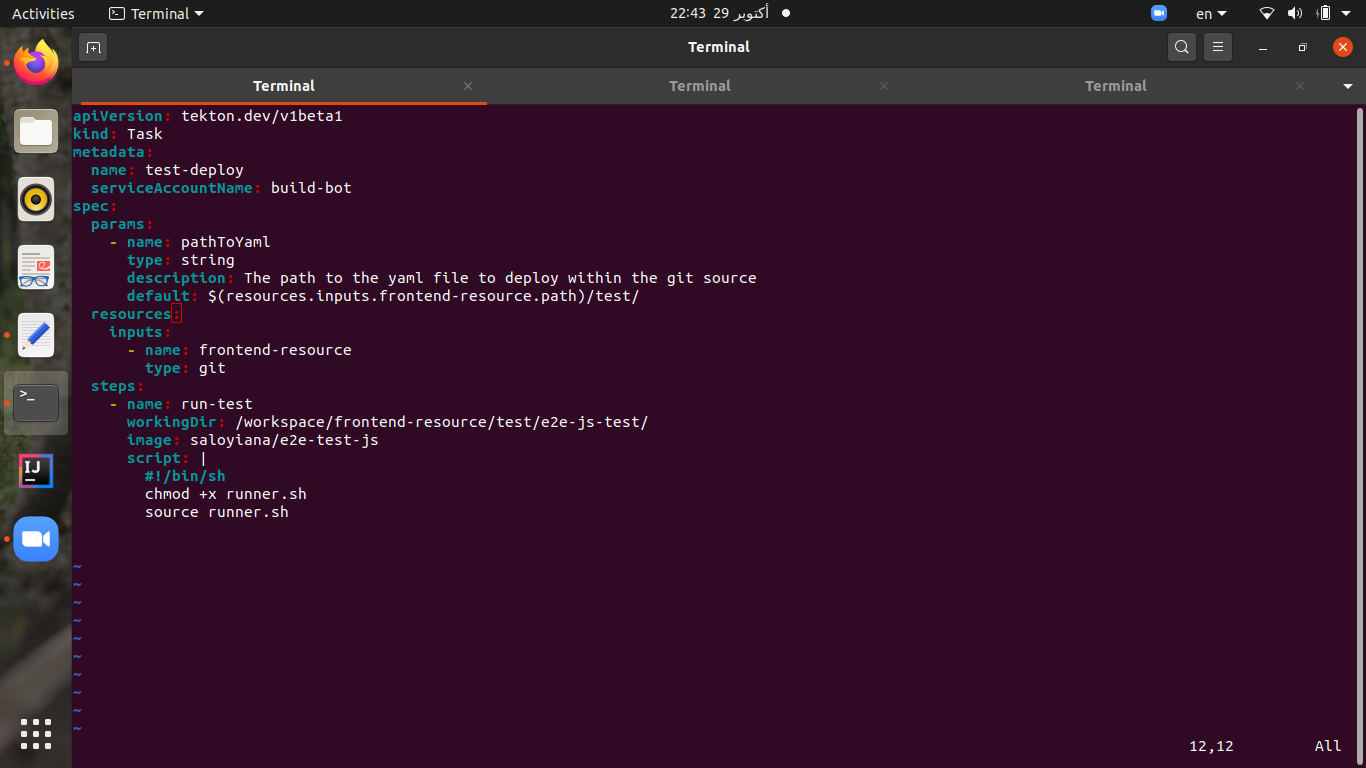 Activities
Terminal
22:43 29 أكتوبر
en
Terminal
Terminal
Terminal
Terminal
apiVersion: tekton.dev/v1beta1
kind: Task
metadata:
  name: test-deploy
  serviceAccountName: build-bot
spec:
  params:
    - name: pathToYaml
      type: string
      description: The path to the yaml file to deploy within the git source
      default: $(resources.inputs.frontend-resource.path)/test/
  resources:
    inputs:
      - name: frontend-resource
        type: git
  steps:
    - name: run-test
      workingDir: /workspace/frontend-resource/test/e2e-js-test/
      image: saloyiana/e2e-test-js
      script: |
        #!/bin/sh
        chmod +x runner.sh
        source runner.sh
~
~
~
~
~
~
~
~
~
~
12,12
All
>_
IJ